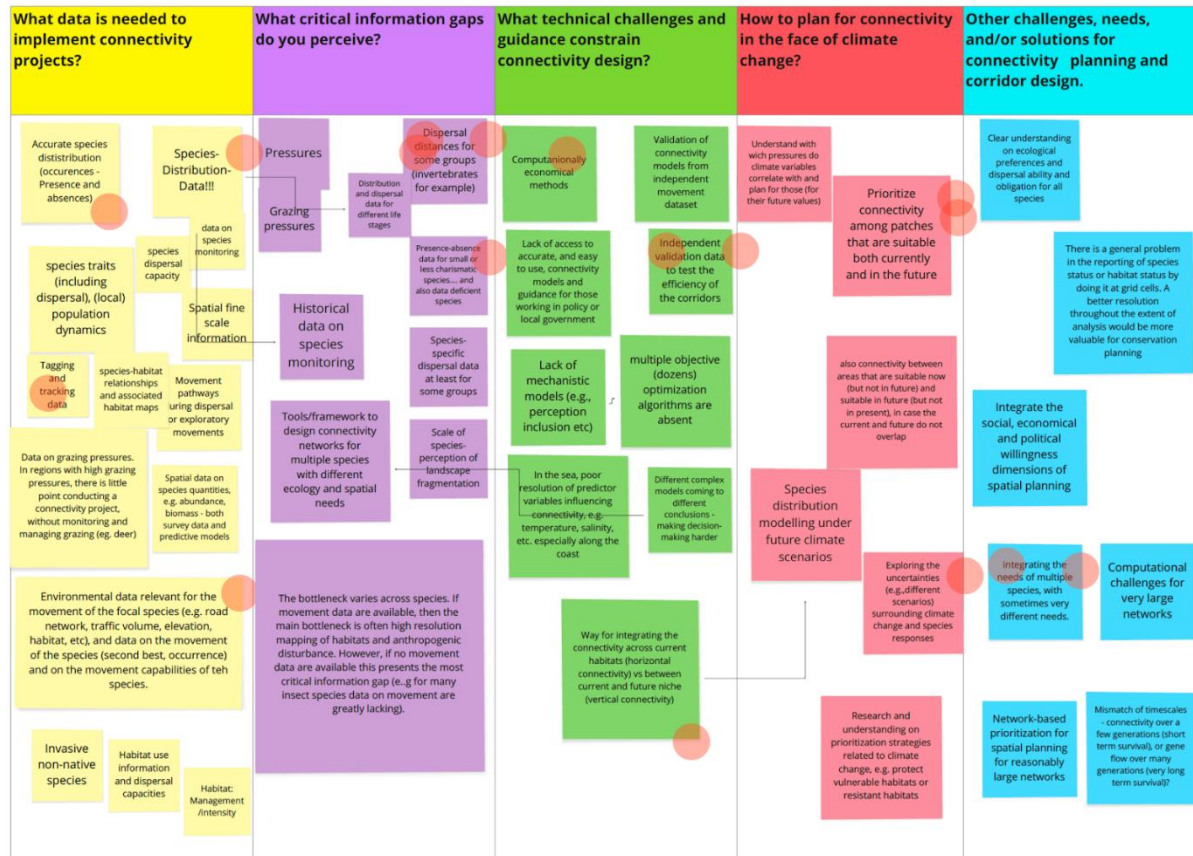 What data is needed to
implement connectivity
projects?
What critical information gaps
do you perceive?
What technical challenges and
guidance constrain
connectivity design?
How to plan for connectivity
in the face of climate
change?
Other challenges, needs,
and/or solutions for
connectivity planning and
corridor design.
Accurate species
dististribution
(occurences -
Presence and
absences)
Species-
Distribution-
Data!!!
data on
species
monitoring
species
dispersal
capacity
species traits
(including
dispersal), (local)
population
dynamics
Spatial fine
scale
information
Tagging
and
tracking
data
species-habitat
relationships
and associated
habitat maps
Movement
pathways
during dispersal
or exploratory
movements
Data on grazing pressures.
In regions with high grazing
pressures, there is little
point conducting a
connectivity project,
without monitoring and
managing grazing (eg. deer)
Spatial data on
species quantities,
e.g. abundance,
biomass - both
survey data and
predictive models
Environmental data relevant for the
movement of the focal species (e.g. road
network, traffic volume, elevation,
habitat, etc), and data on the movement
of the species (second best, occurrence)
and on the movement capabilities of teh
species.
Invasive
non-native
species
Habitat use
information
and dispersal
capacities
Habitat:
Management
/intensity
Pressures
Grazing
pressures
Dispersal
distances for
some groups
(invertebrates
for example)
Distribution
and dispersal
data for
different life
stages
Presence-absence
data for small or
less charismatic
species.... and
also data deficient
species
Historical
data on
species
monitoring
Species-
specific
dispersal data
at least for
some groups
Tools/framework to
design connectivity
networks for
multiple species
with different
ecology and spatial
needs
Scale of
species-
perception of
landscape
fragmentation
The bottleneck varies across species. If
movement data are available, then the
main bottleneck is often high resolution
mapping of habitats and anthropogenic
disturbance. However, if no movement
data are available this presents the most
critical information gap (e..g for many
insect species data on movement are
greatly lacking).
Computanionally
economical
methods
Validation of
connectivity
models from
independent
movement
dataset
Lack of access to
accurate, and easy
to use, connectivity
models and
guidance for those
working in policy or
local government
Independent
validation data
to test the
efficiency of the
corridors
Lack of
mechanistic
models (e.g.,
perception
inclusion etc)
multiple objective
(dozens)
optimization
algorithms are
absent
In the sea, poor
resolution of predictor
variables influencing
connectivity, e.g.
temperature, salinity,
etc. especially along the
coast
Different complex
models coming to
different
conclusions -
making decision-
making harder
Way for integrating the
connectivity across current
habitats (horizontal
connectivity) vs between
current and future niche
(vertical connectivity)
Understand with
wich pressures do
climate variables
correlate with and
plan for those (for
their future values)
Prioritize
connectivity
among patches
that are suitable
both currently
and in the future
also connectivity between
areas that are suitable now
(but not in future) and
suitable in future (but not
in present), in case the
current and future do not
overlap
Species
distribution
modelling under
future climate
scenarios
Exploring the
uncertainties
(e.g.,different
scenarios)
surrounding climate
change and species
responses
Research and
understanding on
prioritization strategies
related to climate
change, e.g. protect
vulnerable habitats or
resistant habitats
Clear understanding
on ecological
preferences and
dispersal ability and
obligation for all
species
There is a general problem
in the reporting of species
status or habitat status by
doing it at grid cells. A
better resolution
throughout the extent of
analysis would be more
valuable for conservation
planning
Integrate the
social, economical
and political
willingness
dimensions of
spatial planning
integrating the
needs of multiple
species, with
sometimes very
different needs.
Computational
challenges for
very large
networks
Network-based
prioritization for
spatial planning
for reasonably
large networks
Mismatch of timescales
- connectivity over a
few generations (short
term survival), or gene
flow over many
generations (very long
term survival)?